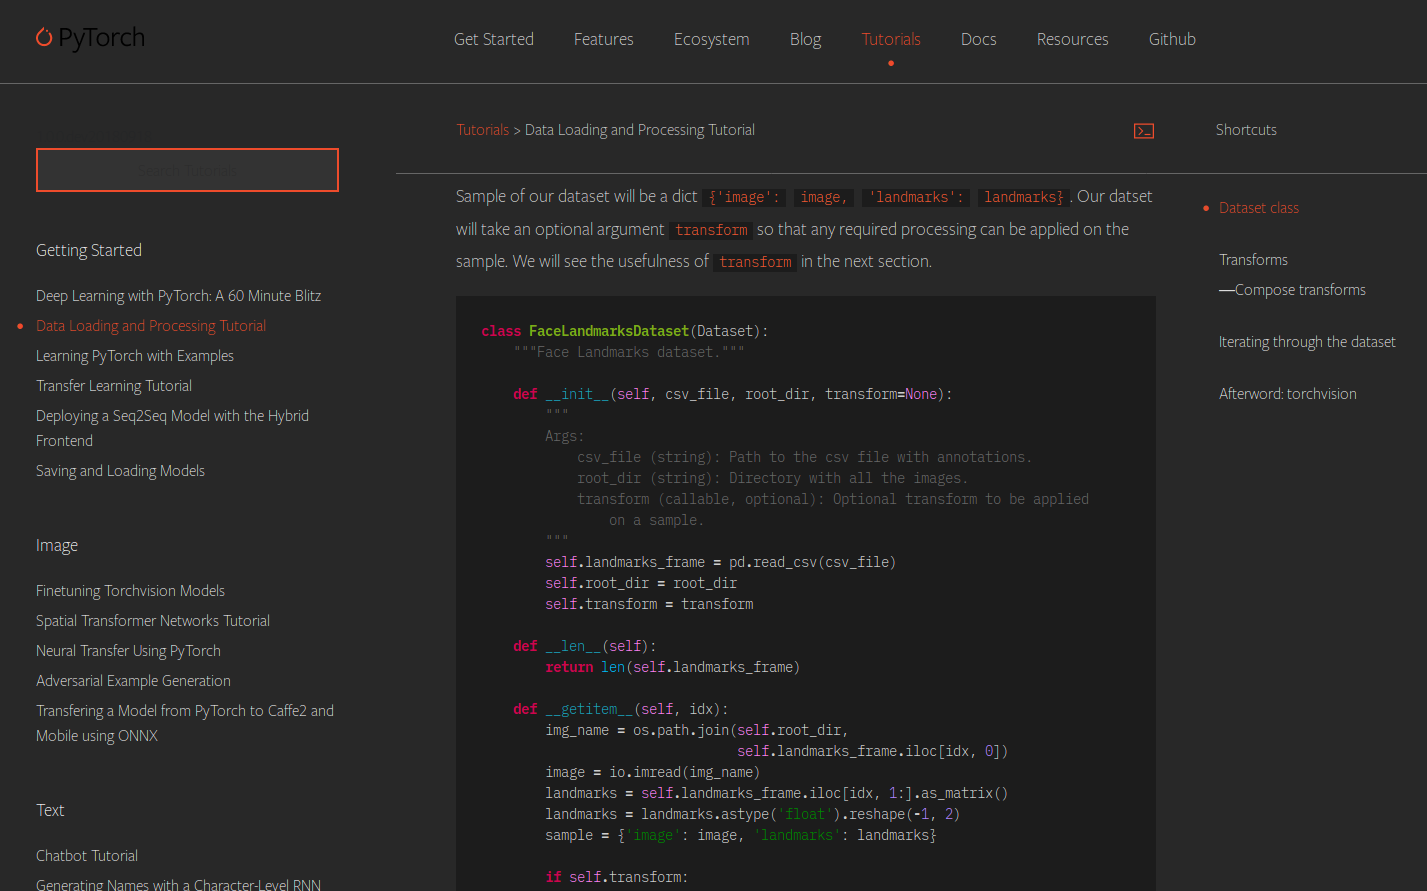 PyTorch
Get Started
Features
Ecosystem
Blog
Tutorials
Docs
Resources
Github
Search Tutorials
Getting Started
Deep Learning with PyTorch: A 60 Minute Blitz
Data Loading and Processing Tutorial
Learning PyTorch with Examples
Transfer Learning Tutorial
Deploying a Seq2Seq Model with the Hybrid
Frontend
Saving and Loading Models
Image
Finetuning Torchvision Models
Spatial Transformer Networks Tutorial
Neural Transfer Using PyTorch
Adversarial Example Generation
Transfering a Model from PyTorch to Caffe2 and
Mobile using ONNX
Text
Chatbot Tutorial
Generating Names with a Character-Level RNN
Tutorials > Data Loading and Processing Tutorial
Sample of our dataset will be a dict {'image': image, 'landmarks': landmarks}. Our datset
will take an optional argument transform so that any required processing can be applied on the
sample. We will see the usefulness of transform in the next section.
class FaceLandmarksDataset(Dataset):
"""Face Landmarks dataset."""
def __init__(self, csv_file, root_dir, transform=None):
"""
Args:
csv_file (string): Path to the csv file with annotations.
root_dir (string): Directory with all the images.
transform (callable, optional): Optional transform to be applied
on a sample.
"""
self.landmarks_frame = pd.read_csv(csv_file)
self.root_dir = root_dir
self.transform = transform
def __len__(self):
return len(self.landmarks_frame)
def __getitem__(self, idx):
img_name = os.path.join(self.root_dir,
self.landmarks_frame.iloc[idx, 0])
image = io.imread(img_name)
landmarks = self.landmarks_frame.iloc[idx, 1:].as_matrix()
landmarks = landmarks.astype('float').reshape(-1, 2)
sample = {'image': image, 'landmarks': landmarks}
if self.transform:
Shortcuts
Dataset class
Transforms
—Compose transforms
Iterating through the dataset
Afterword: torchvision